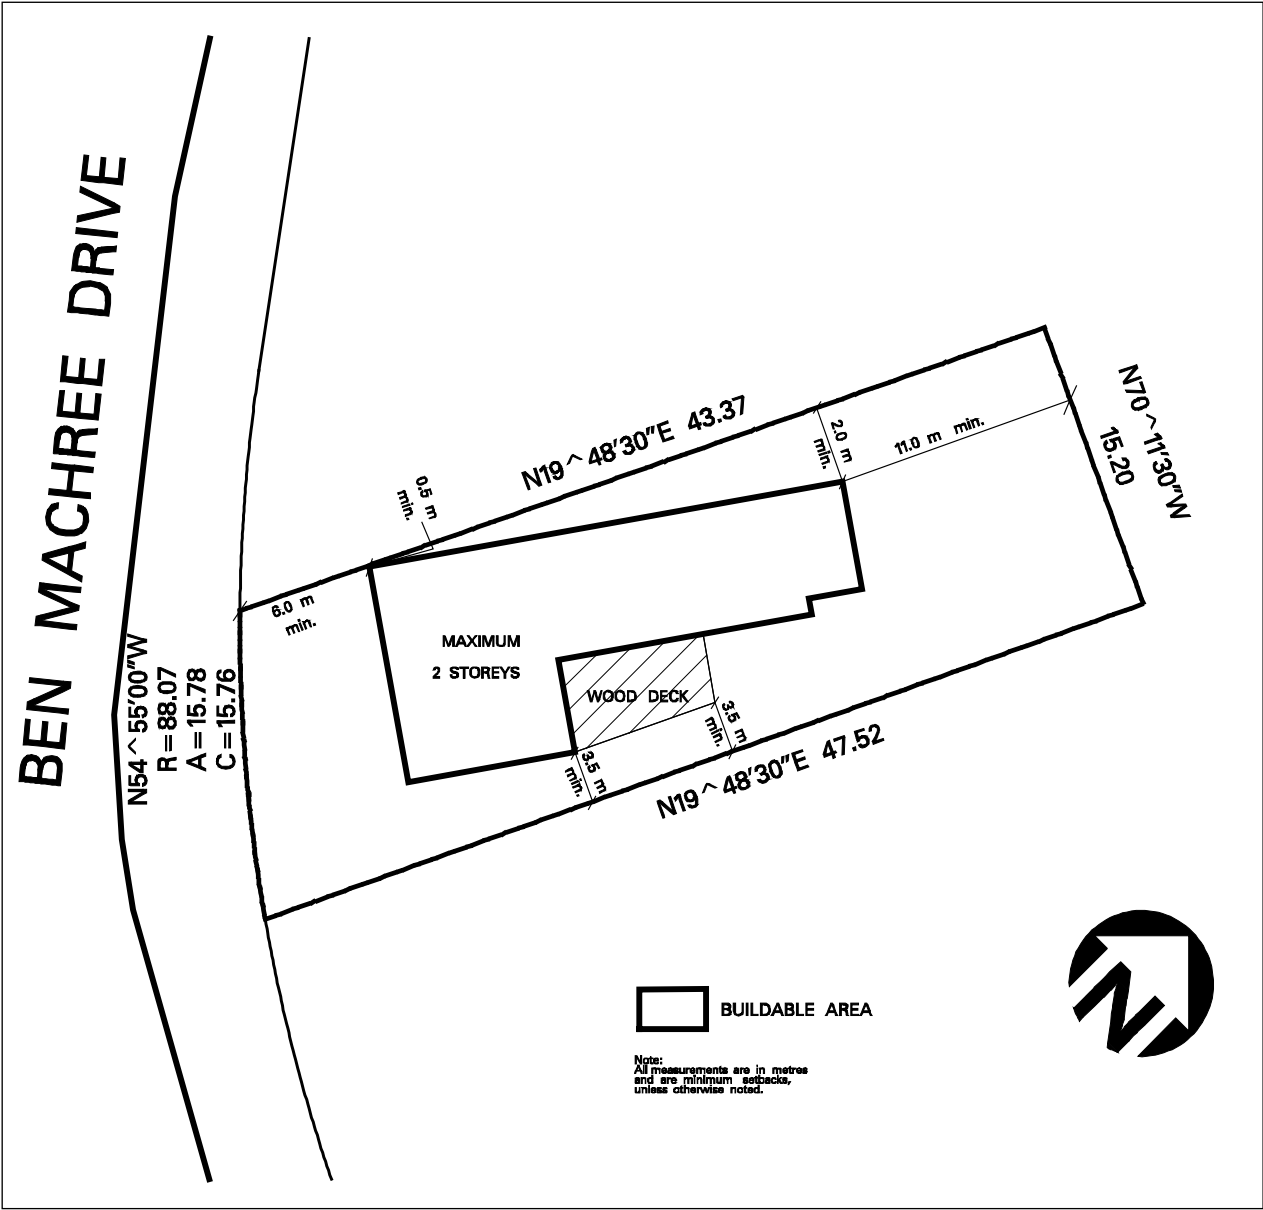 BEN MACHREE DRIVE
N54^55'00"W
R=88.07
A=15.78
C=15.76
N19^48'30"E 43.37
0.5 m
min.
6.0 m
min.
2.0 m
min.
11.0 m min.
N70^11'30"W
15.20
MAXIMUM
2 STOREYS
WOOD DECK
3.5 m
min.
3.5 m
min.
N19^48'30"E 47.52
BUILDABLE AREA
Note:
All measurements are in metres
and are minimum setbacks,
unless otherwise noted.
N